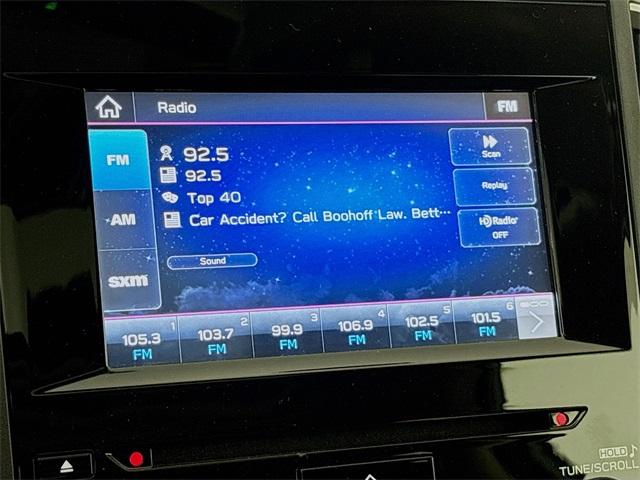 Radio FM
FM
92.5
Scan
92.5
Replay
Top 40
AM
Car Accident? Call Boohoff Law. Bett···
HD Radio
OFF
Sound
sxm
1 2 3 4 5 6
105.3 103.7 99.9 106.9 102.5 101.5
FM FM FM FM FM FM
HOLD
TUNE/SCROLL